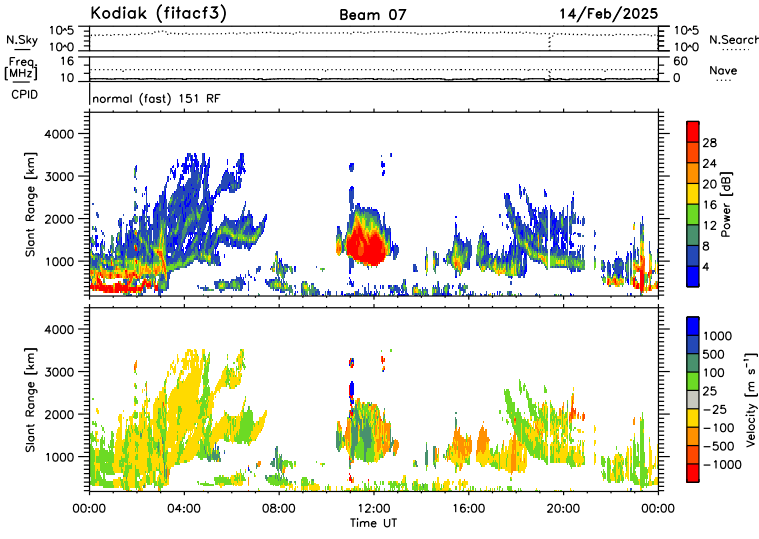 Kodiak (fitacf3) Beam 07 14/Feb/2025
N.Sky 10^5 10^5 N.Search
10^0 10^0
Freq. 16 60
[MHz] 10 0 Nave
CPID normal (fast) 151 RF
Slant Range [km]
4000
3000
2000
1000
28
24
20
16
12
8
4
Power [dB]
Slant Range [km]
4000
3000
2000
1000
1000
500
100
25
−25
−100
−500
−1000
Velocity [m s⁻¹]
00:00 04:00 08:00 12:00 16:00 20:00 00:00
Time UT